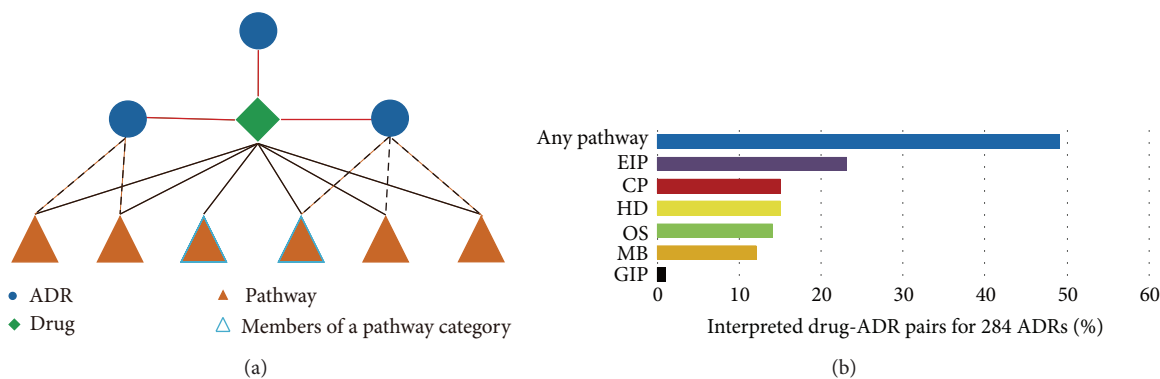 ADR
Drug
Pathway
Members of a pathway category
(a)
Any pathway
EIP
CP
HD
OS
MB
GIP
0 10 20 30 40 50 60
Interpreted drug-ADR pairs for 284 ADRs (%)
(b)